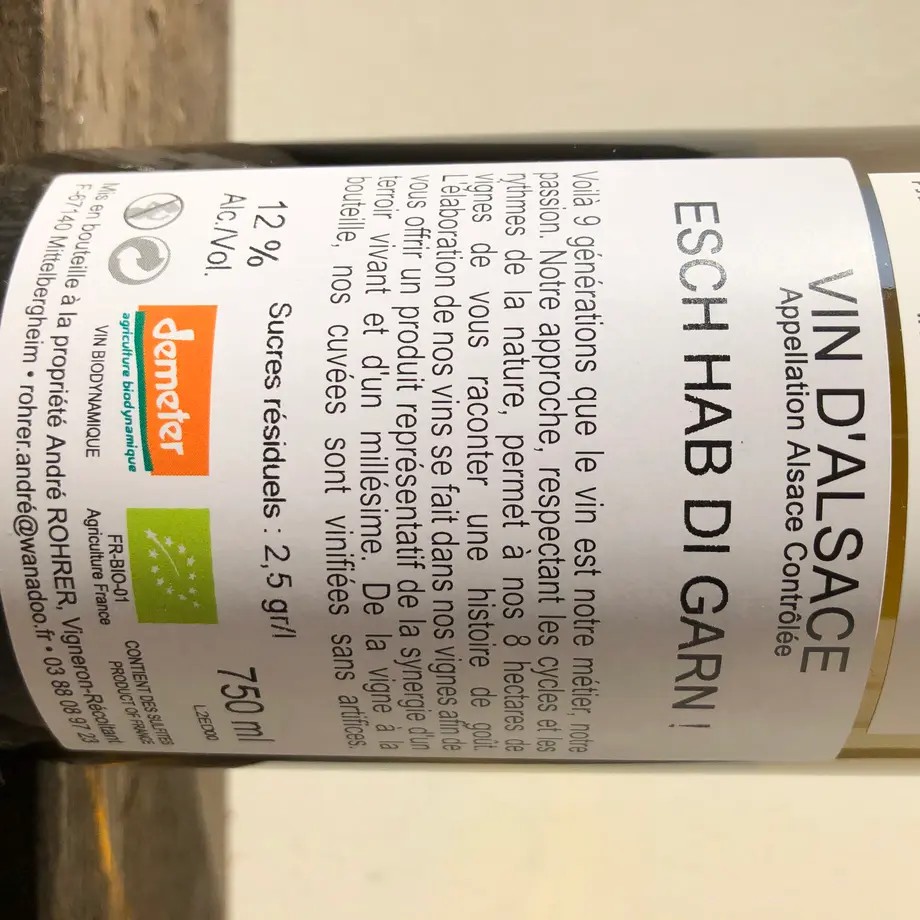 VIN D'ALSACE
Appellation Alsace Contrôlée
ESCH HAB DI GARN !
Voilà 9 générations que le vin est notre métier, notre
passion. Notre approche, respectant les cycles et les
rythmes de la nature, permet à nos 8 hectares de
vignes de vous raconter une histoire de goût.
L'élaboration de nos vins se fait dans nos vignes afin de
vous offrir un produit représentatif de la synergie d'un
terroir vivant et d'un millésime. De la vigne à la
bouteille, nos cuvées sont vinifiées sans artifices.
12 %
Alc./Vol.
Sucres résiduels : 2,5 gr/l
750 ml
L2EDDG
demeter
agriculture biodynamique
VIN BIODYNAMIQUE
FR-BIO-01
Agriculture France
CONTIENT DES SULFITES
PRODUCT OF FRANCE
Mis en bouteille à la propriété André ROHRER, Vigneron-Récoltant
F-67140 Mittelbergheim • rohrer.andré@wanadoo.fr • 03 88 08 97 23